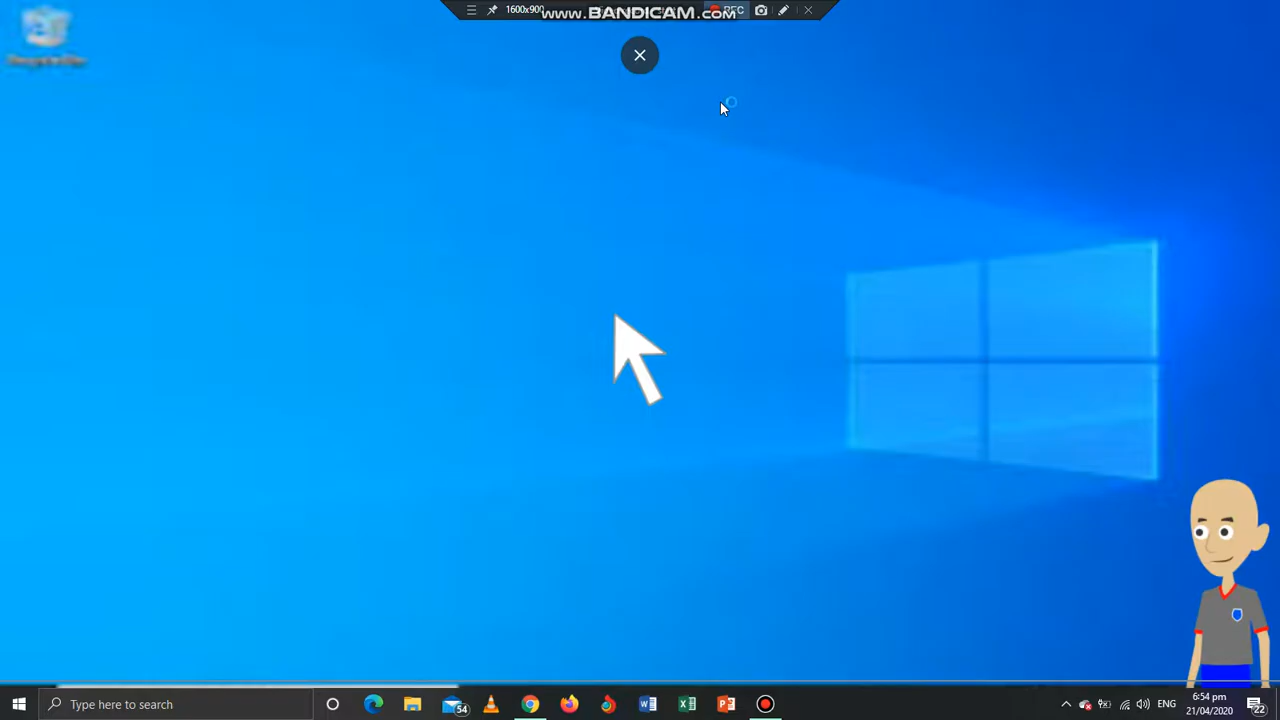 1600x900
www.BANDICAM.com
REC
Type here to search
54
ENG
6:54 pm
21/04/2020
22